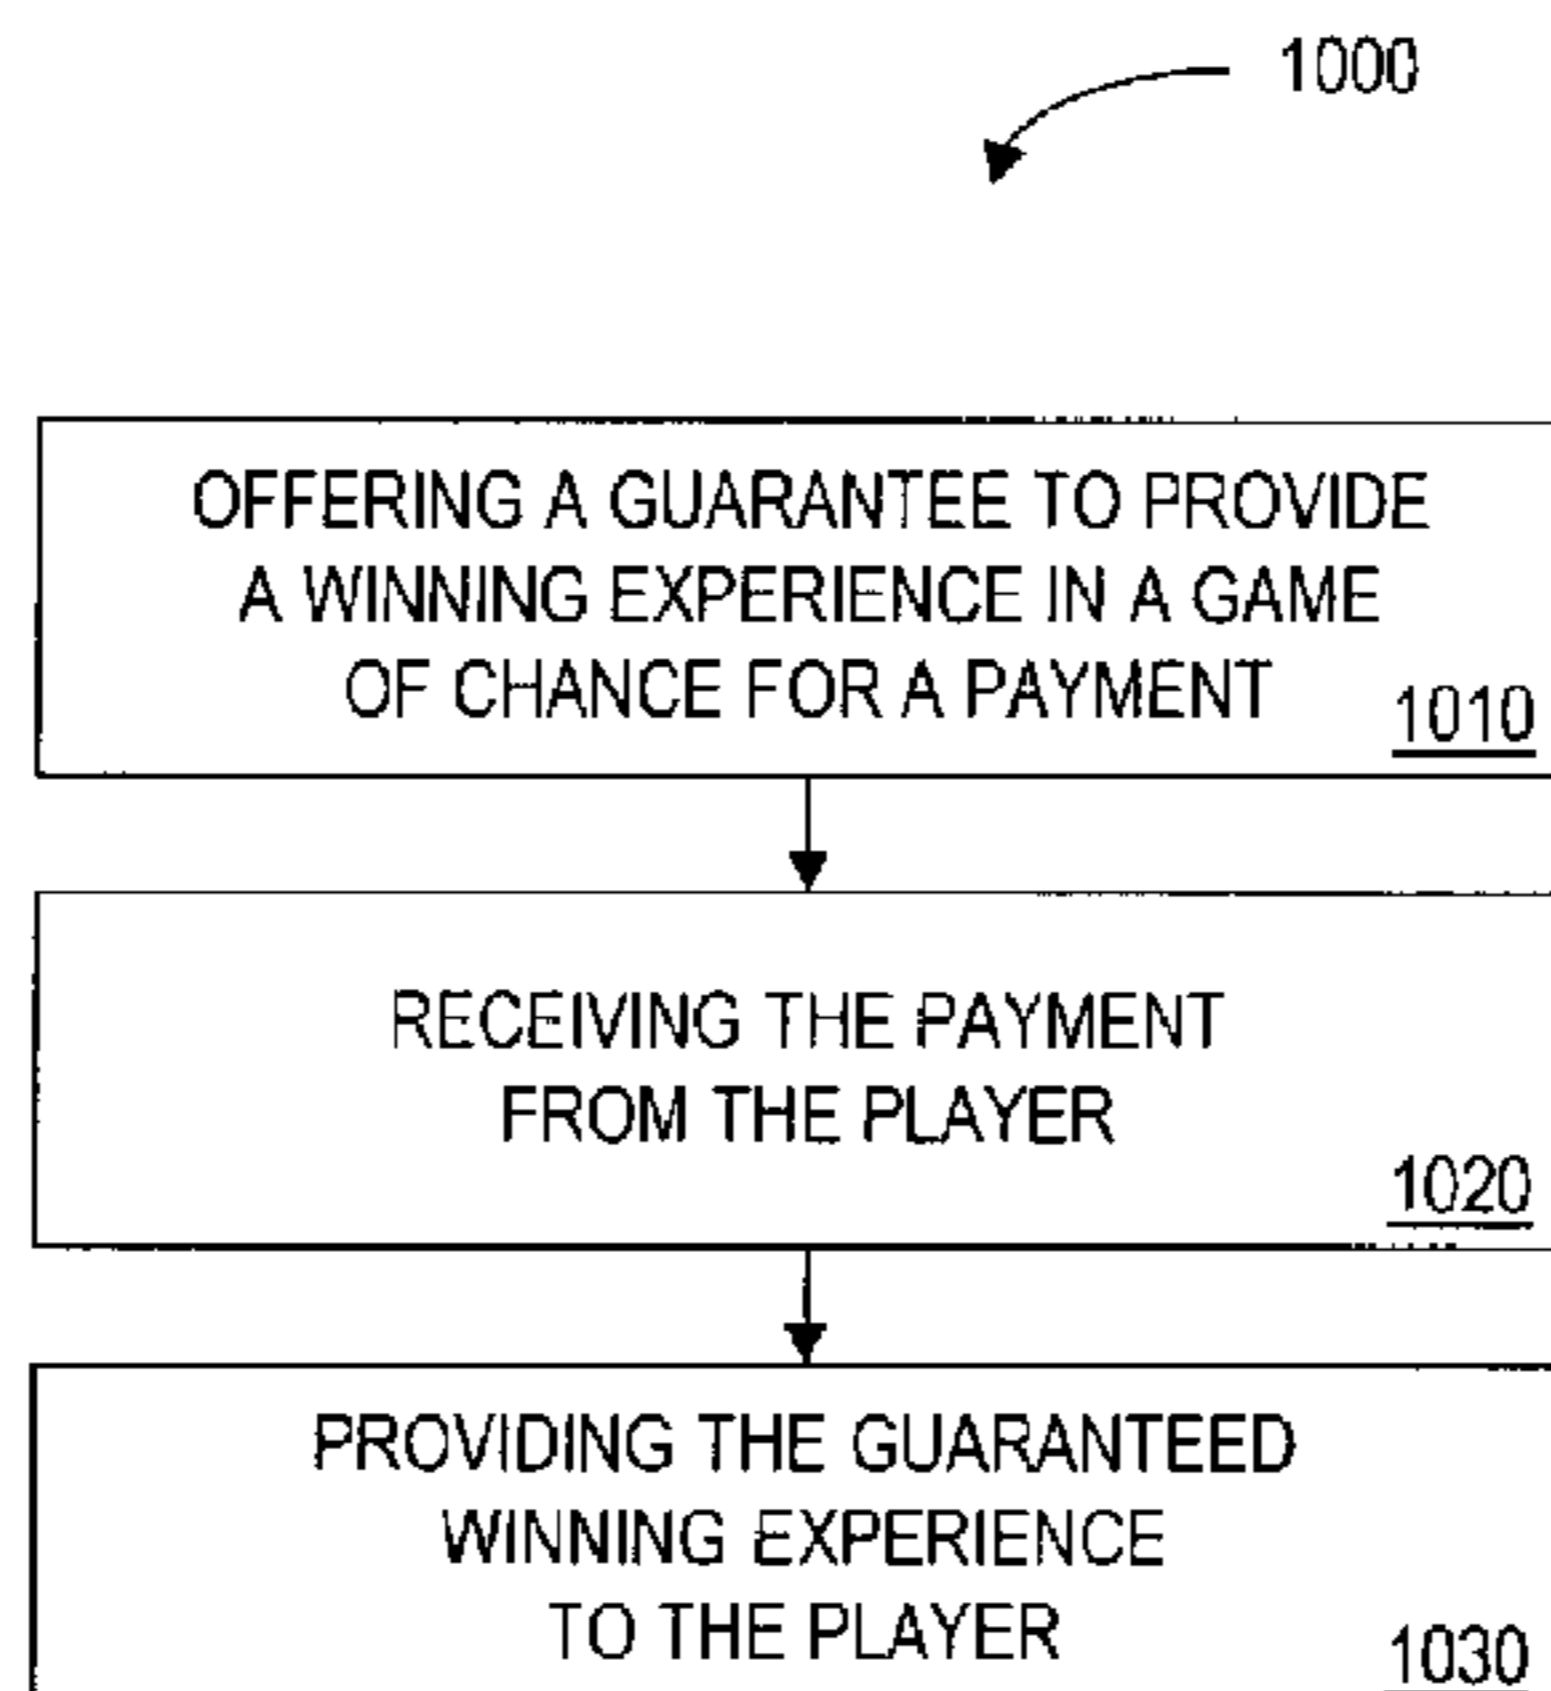 1000
OFFERING A GUARANTEE TO PROVIDE
A WINNING EXPERIENCE IN A GAME
OF CHANCE FOR A PAYMENT
1010
RECEIVING THE PAYMENT
FROM THE PLAYER
1020
PROVIDING THE GUARANTEED
WINNING EXPERIENCE
TO THE PLAYER
1030